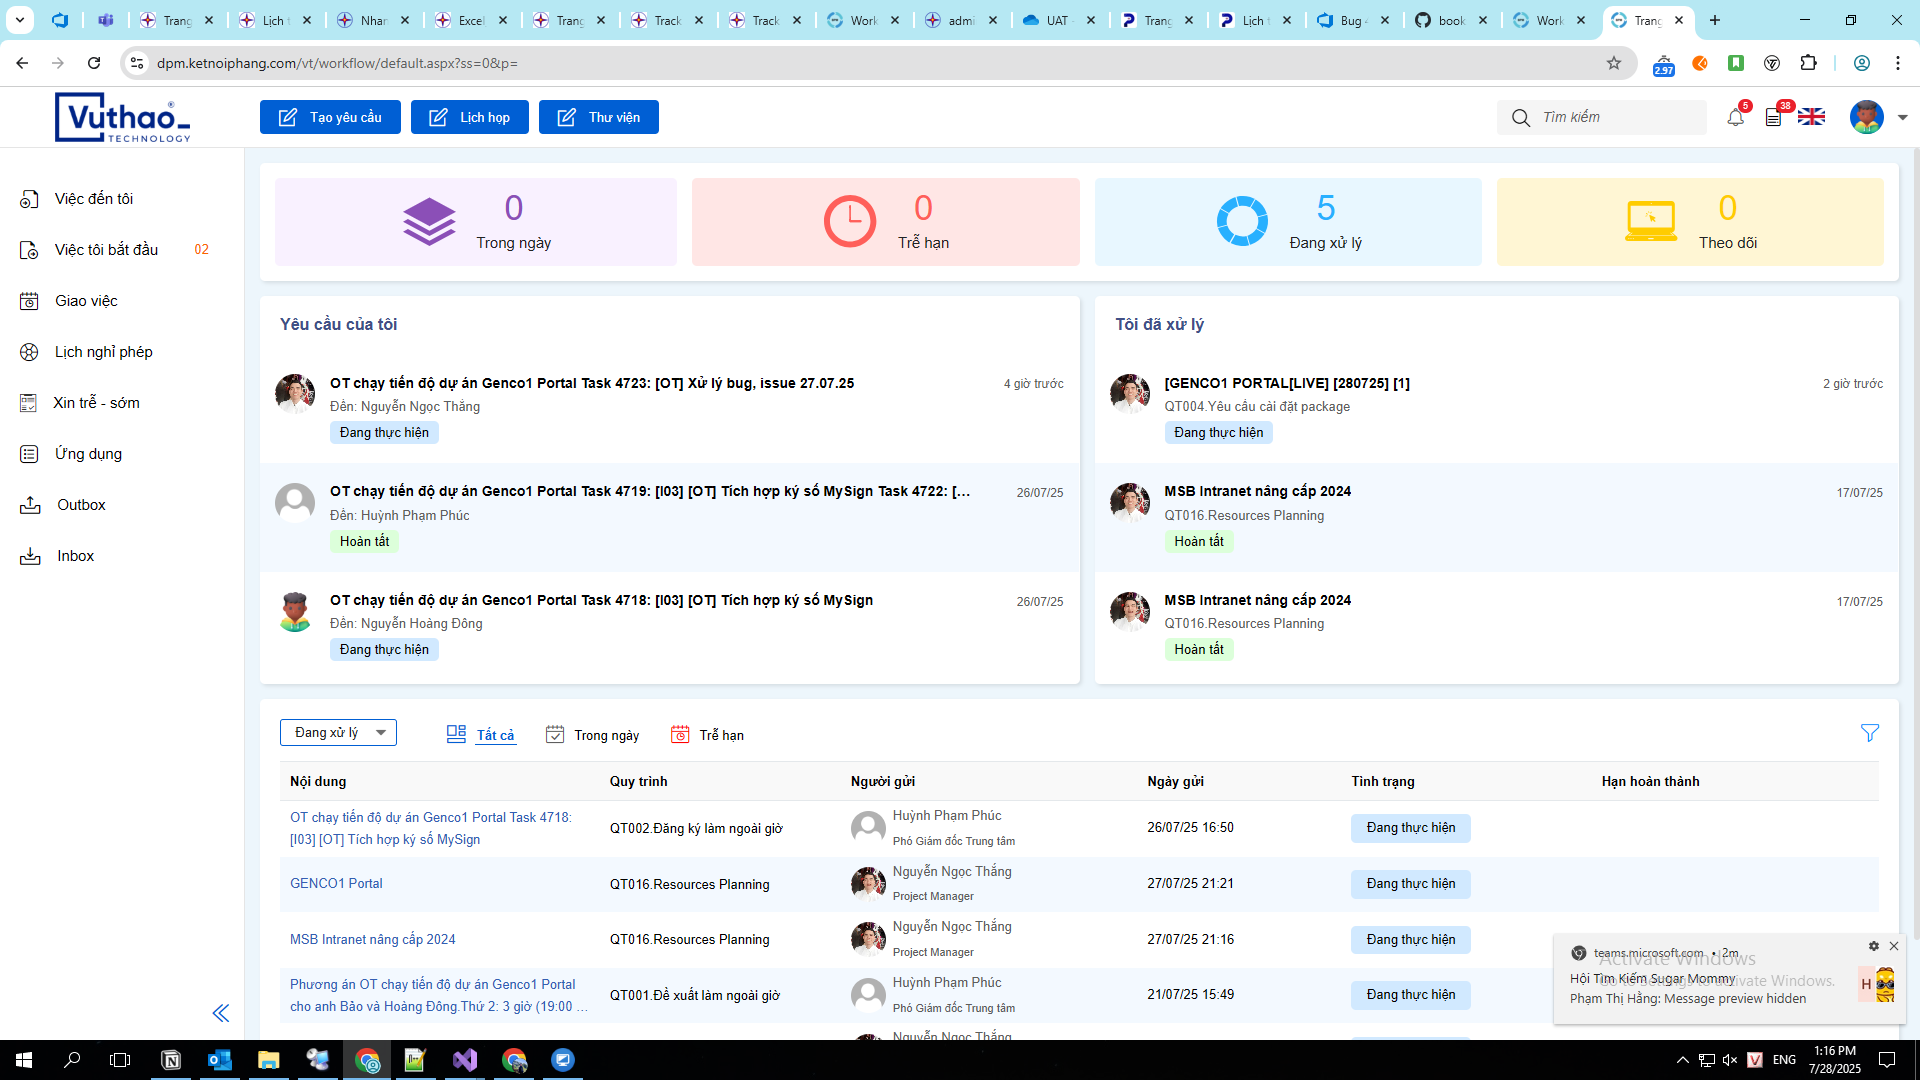 Trang
Lịch t
Nhan
Excel
Trang
Track
Track
Work
admi
UAT
Trang
Lịch t
Bug 4
book
Work
Trang
dpm.ketnoiphang.com/vt/workflow/default.aspx?ss=0&p=
2.97
Vuthao®
TECHNOLOGY
Tạo yêu cầu
Lịch họp
Thư viện
Tìm kiếm
5
38
Việc đến tôi
Việc tôi bắt đầu
02
Giao việc
Lịch nghỉ phép
Xin trễ - sớm
Ứng dụng
Outbox
Inbox
0
Trong ngày
0
Trễ hạn
5
Đang xử lý
0
Theo dõi
Yêu cầu của tôi
OT chạy tiến độ dự án Genco1 Portal Task 4723: [OT] Xử lý bug, issue 27.07.25
4 giờ trước
Đến: Nguyễn Ngọc Thắng
Đang thực hiện
OT chạy tiến độ dự án Genco1 Portal Task 4719: [I03] [OT] Tích hợp ký số MySign Task 4722: [...
26/07/25
Đến: Huỳnh Phạm Phúc
Hoàn tất
OT chạy tiến độ dự án Genco1 Portal Task 4718: [I03] [OT] Tích hợp ký số MySign
26/07/25
Đến: Nguyễn Hoàng Đông
Đang thực hiện
Tôi đã xử lý
[GENCO1 PORTAL[LIVE] [280725] [1]
2 giờ trước
QT004.Yêu cầu cài đặt package
Đang thực hiện
MSB Intranet nâng cấp 2024
17/07/25
QT016.Resources Planning
Hoàn tất
MSB Intranet nâng cấp 2024
17/07/25
QT016.Resources Planning
Hoàn tất
Đang xử lý
Tất cả
Trong ngày
Trễ hạn
Nội dung
Quy trình
Người gửi
Ngày gửi
Tình trạng
Hạn hoàn thành
OT chạy tiến độ dự án Genco1 Portal Task 4718:
[I03] [OT] Tích hợp ký số MySign
QT002.Đăng ký làm ngoài giờ
Huỳnh Phạm Phúc
Phó Giám đốc Trung tâm
26/07/25 16:50
Đang thực hiện
GENCO1 Portal
QT016.Resources Planning
Nguyễn Ngọc Thắng
Project Manager
27/07/25 21:21
Đang thực hiện
MSB Intranet nâng cấp 2024
QT016.Resources Planning
Nguyễn Ngọc Thắng
Project Manager
27/07/25 21:16
Đang thực hiện
Phương án OT chạy tiến độ dự án Genco1 Portal
cho anh Bảo và Hoàng Đông.Thứ 2: 3 giờ (19:00 ...
QT001.Đề xuất làm ngoài giờ
Huỳnh Phạm Phúc
Phó Giám đốc Trung tâm
21/07/25 15:49
Đang thực hiện
Nguyễn Ngọc Thắng
teams.microsoft.com • 2m
Hội Tìm Kiếm Sugar Mommy
Phạm Thị Hằng: Message preview hidden
H
Activate Windows
Go to Settings to activate Windows.
ENG
1:16 PM
7/28/2025